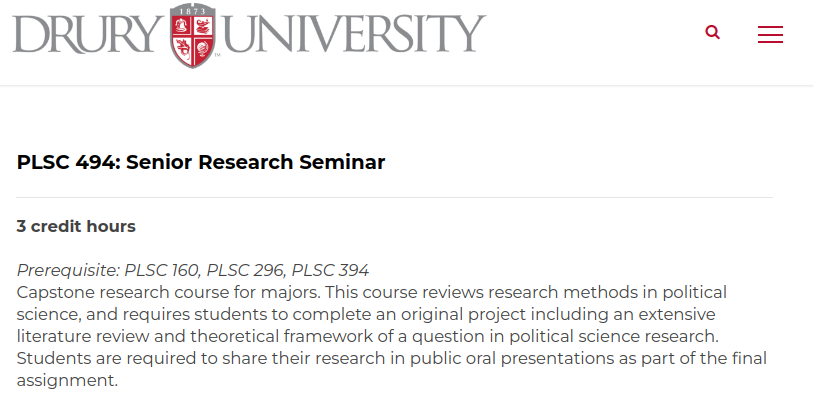 DRURY UNIVERSITY
1873
TM
PLSC 494: Senior Research Seminar
3 credit hours
Prerequisite: PLSC 160, PLSC 296, PLSC 394
Capstone research course for majors. This course reviews research methods in political
science, and requires students to complete an original project including an extensive
literature review and theoretical framework of a question in political science research.
Students are required to share their research in public oral presentations as part of the final
assignment.